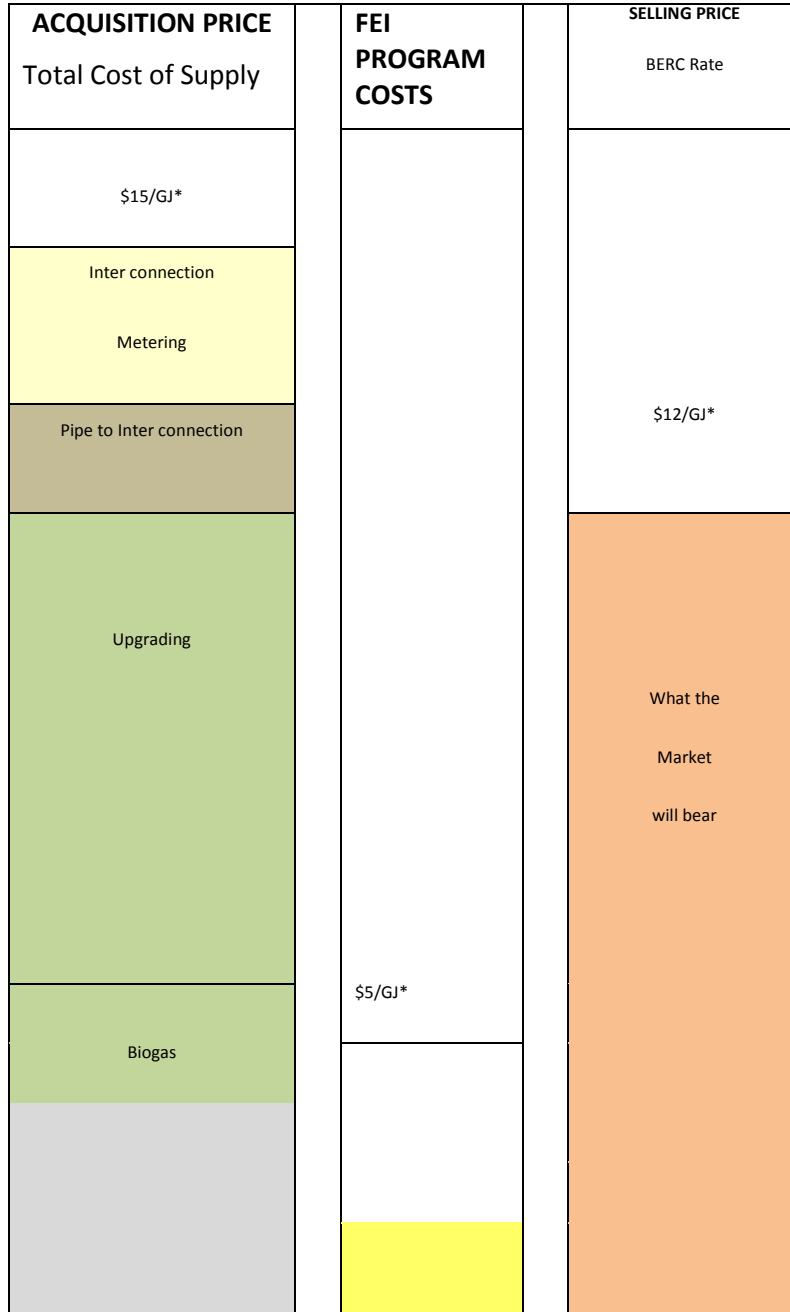 ACQUISITION PRICE
Total Cost of Supply
FEI
PROGRAM
COSTS
SELLING PRICE
BERC Rate
$15/GJ*
Inter connection
Metering
Pipe to Inter connection
Upgrading
Biogas
$5/GJ*
$12/GJ*
What the
Market
will bear